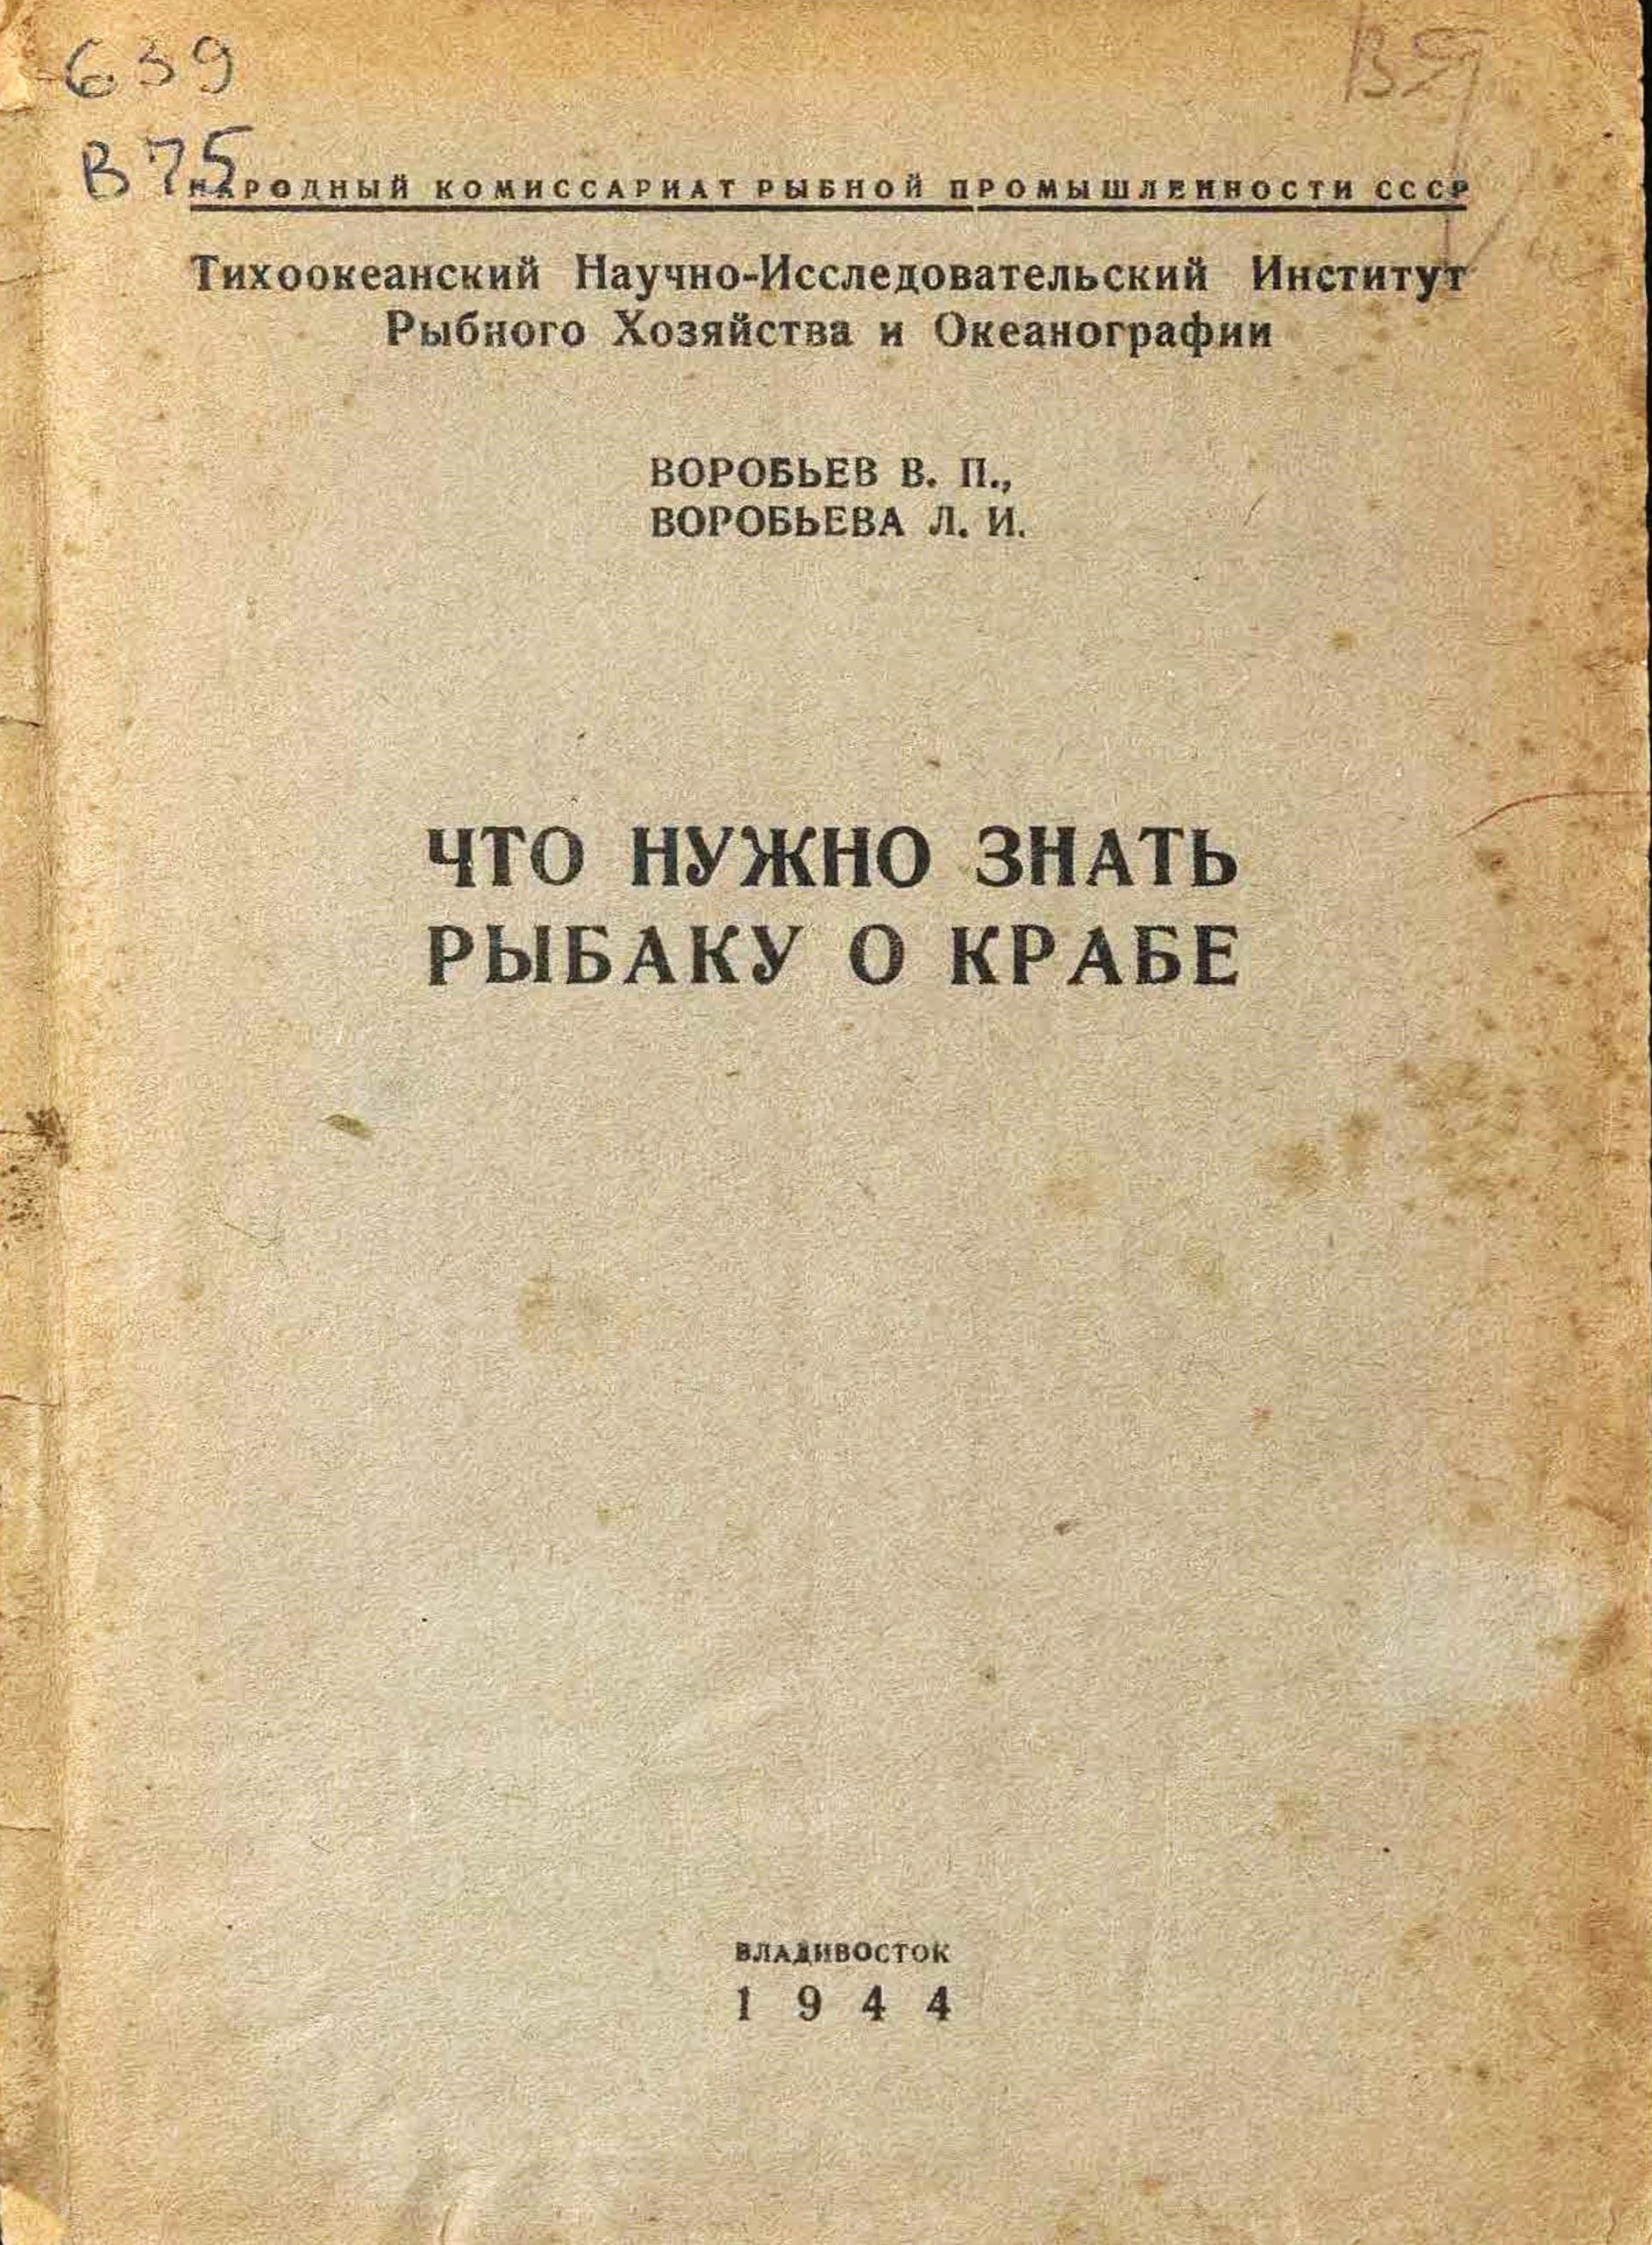 639
В75
НАРОДНЫЙ КОМИССАРИАТ РЫБНОЙ ПРОМЫШЛЕННОСТИ СССР
Тихоокеанский Научно-Исследовательский Институт
Рыбного Хозяйства и Океанографии
ВОРОБЬЕВ В. П.,
ВОРОБЬЕВА Л. И.
ЧТО НУЖНО ЗНАТЬ
РЫБАКУ О КРАБЕ
ВЛАДИВОСТОК
1944